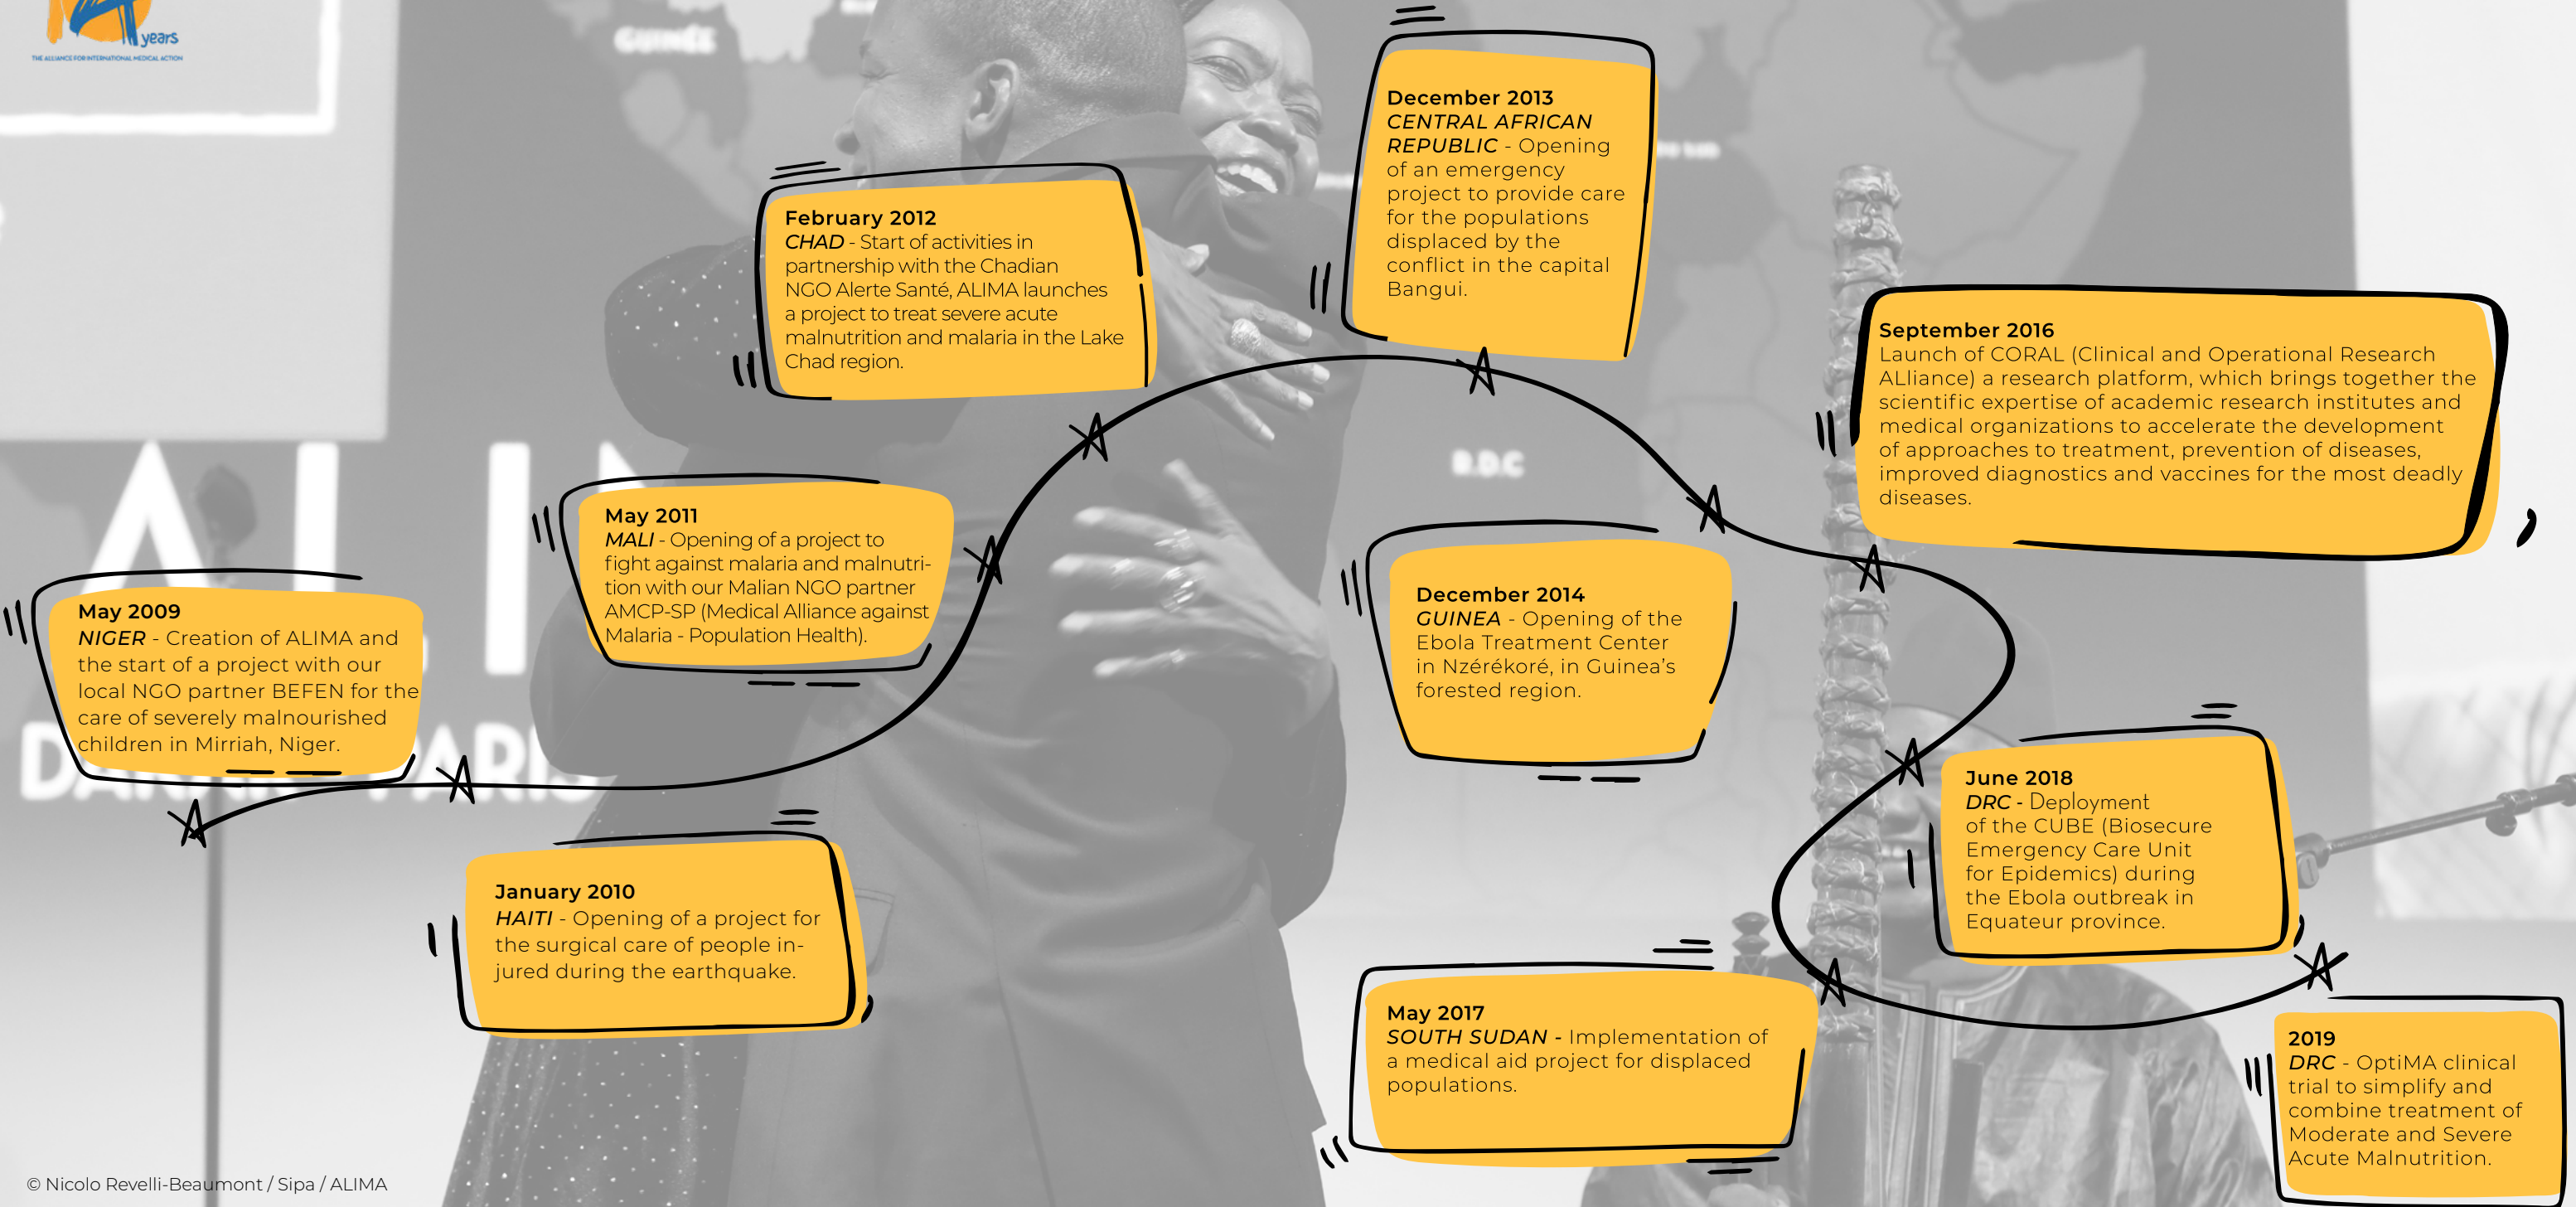 years
THE ALLIANCE FOR INTERNATIONAL MEDICAL ACTION
GUINÉE
R.D.C
May 2009
NIGER - Creation of ALIMA and
the start of a project with our
local NGO partner BEFEN for the
care of severely malnourished
children in Mirriah, Niger.
January 2010
HAITI - Opening of a project for
the surgical care of people in-
jured during the earthquake.
May 2011
MALI - Opening of a project to
fight against malaria and malnutri-
tion with our Malian NGO partner
AMCP-SP (Medical Alliance against
Malaria - Population Health).
February 2012
CHAD - Start of activities in
partnership with the Chadian
NGO Alerte Santé, ALIMA launches
a project to treat severe acute
malnutrition and malaria in the Lake
Chad region.
December 2013
CENTRAL AFRICAN
REPUBLIC - Opening
of an emergency
project to provide care
for the populations
displaced by the
conflict in the capital
Bangui.
December 2014
GUINEA - Opening of the
Ebola Treatment Center
in Nzérékoré, in Guinea’s
forested region.
September 2016
Launch of CORAL (Clinical and Operational Research
ALliance) a research platform, which brings together the
scientific expertise of academic research institutes and
medical organizations to accelerate the development
of approaches to treatment, prevention of diseases,
improved diagnostics and vaccines for the most deadly
diseases.
May 2017
SOUTH SUDAN - Implementation of
a medical aid project for displaced
populations.
June 2018
DRC - Deployment
of the CUBE (Biosecure
Emergency Care Unit
for Epidemics) during
the Ebola outbreak in
Equateur province.
2019
DRC - OptiMA clinical
trial to simplify and
combine treatment of
Moderate and Severe
Acute Malnutrition.
© Nicolo Revelli-Beaumont / Sipa / ALIMA